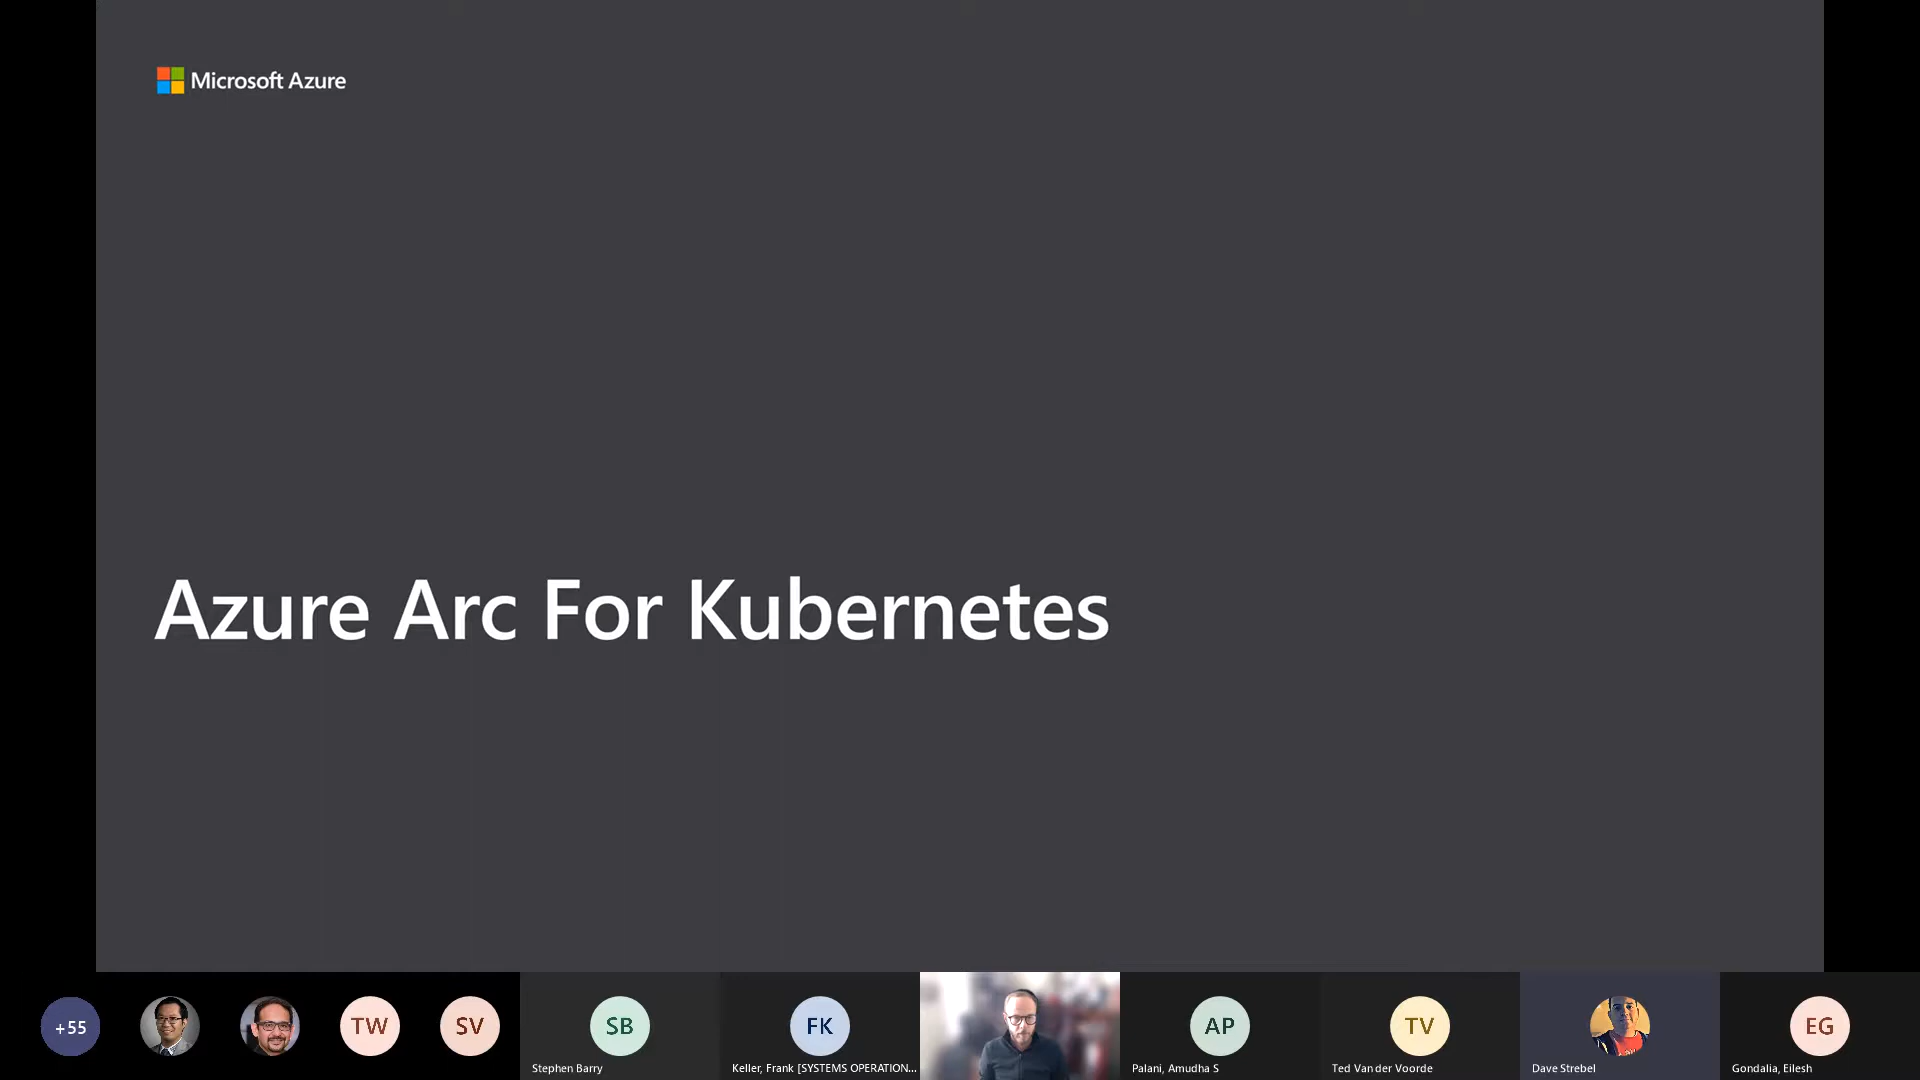 Microsoft Azure
Azure Arc For Kubernetes
+55
TW
SV
SB
Stephen Barry
FK
Keller, Frank [SYSTEMS OPERATION...
AP
Palani, Amudha S
TV
Ted Van der Voorde
Dave Strebel
EG
Gondalia, Eilesh